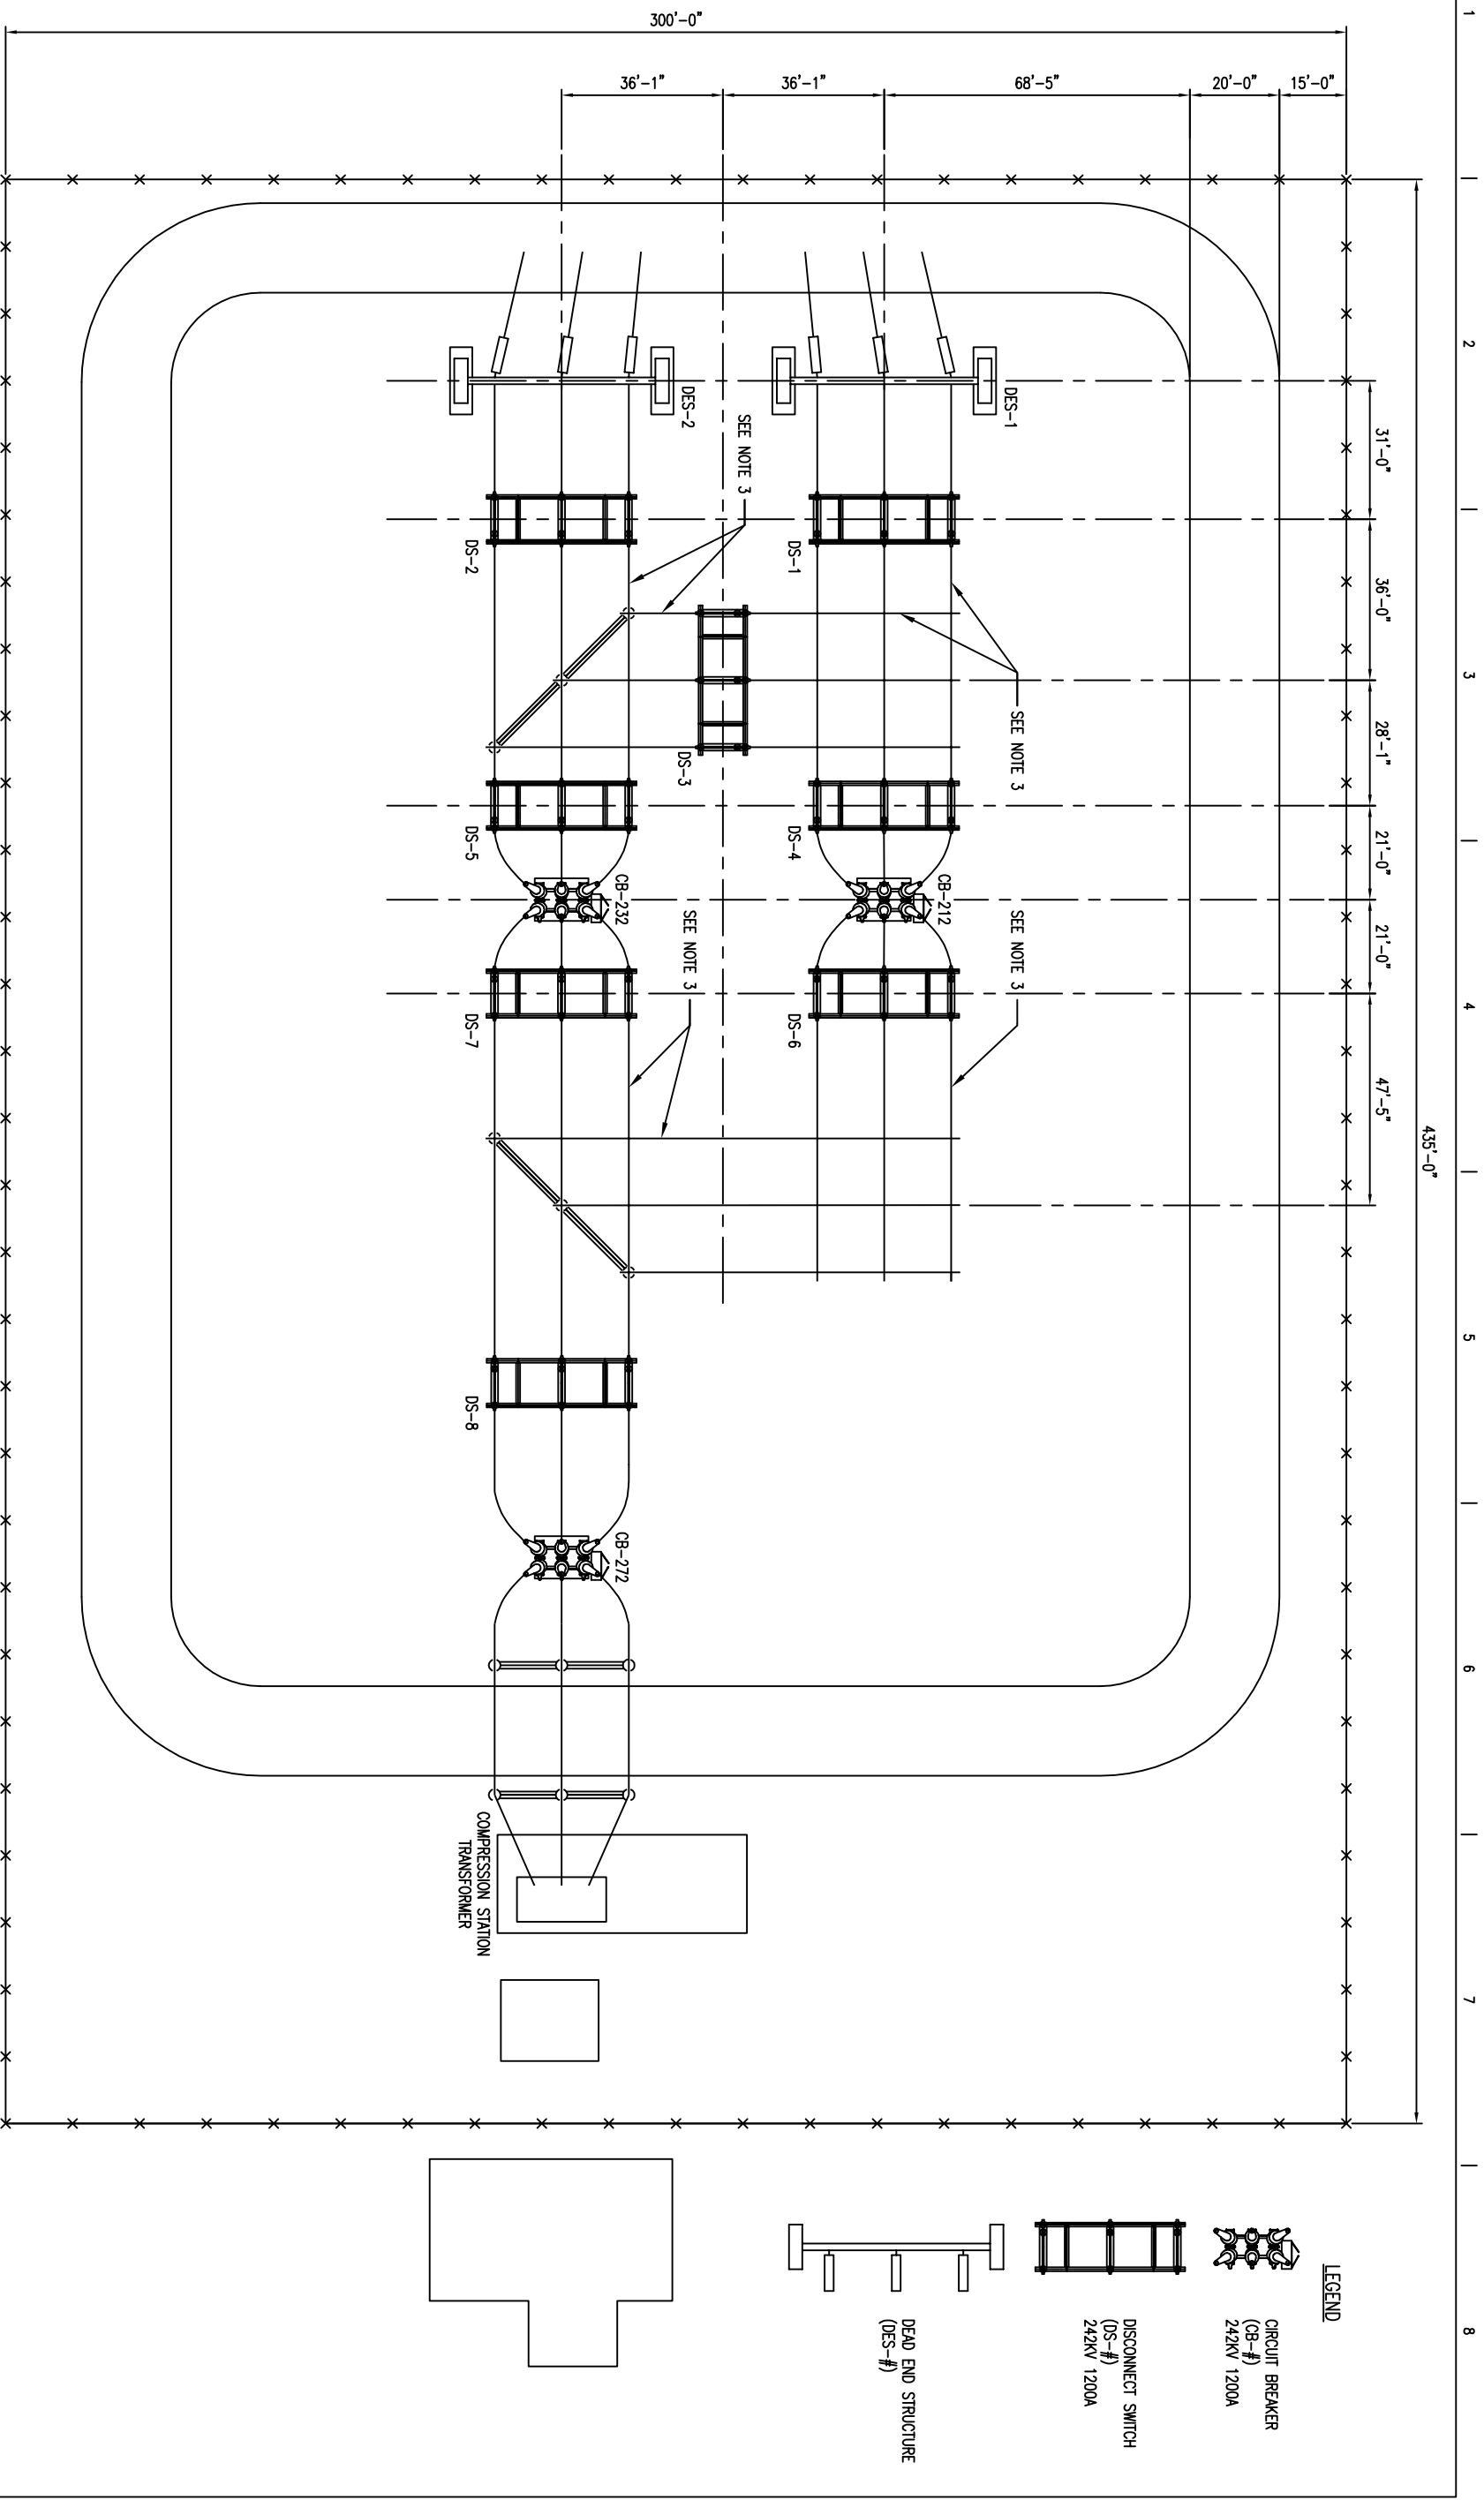 1
2
3
4
5
6
7
8
435'-0"
31'-0"
36'-0"
28'-1"
21'-0"
21'-0"
47'-5"
300'-0"
15'-0"
20'-0"
68'-5"
36'-1"
36'-1"
DES-1
DS-1
SEE NOTE 3
DS-4
CB-212
SEE NOTE 3
DS-6
DES-2
SEE NOTE 3
DS-3
DS-2
DS-5
CB-232
SEE NOTE 3
DS-7
DS-8
CB-272
COMPRESSION STATION
TRANSFORMER
LEGEND
CIRCUIT BREAKER
(CB-#)
242KV 1200A
DISCONNECT SWITCH
(DS-#)
242KV 1200A
DEAD END STRUCTURE
(DES-#)